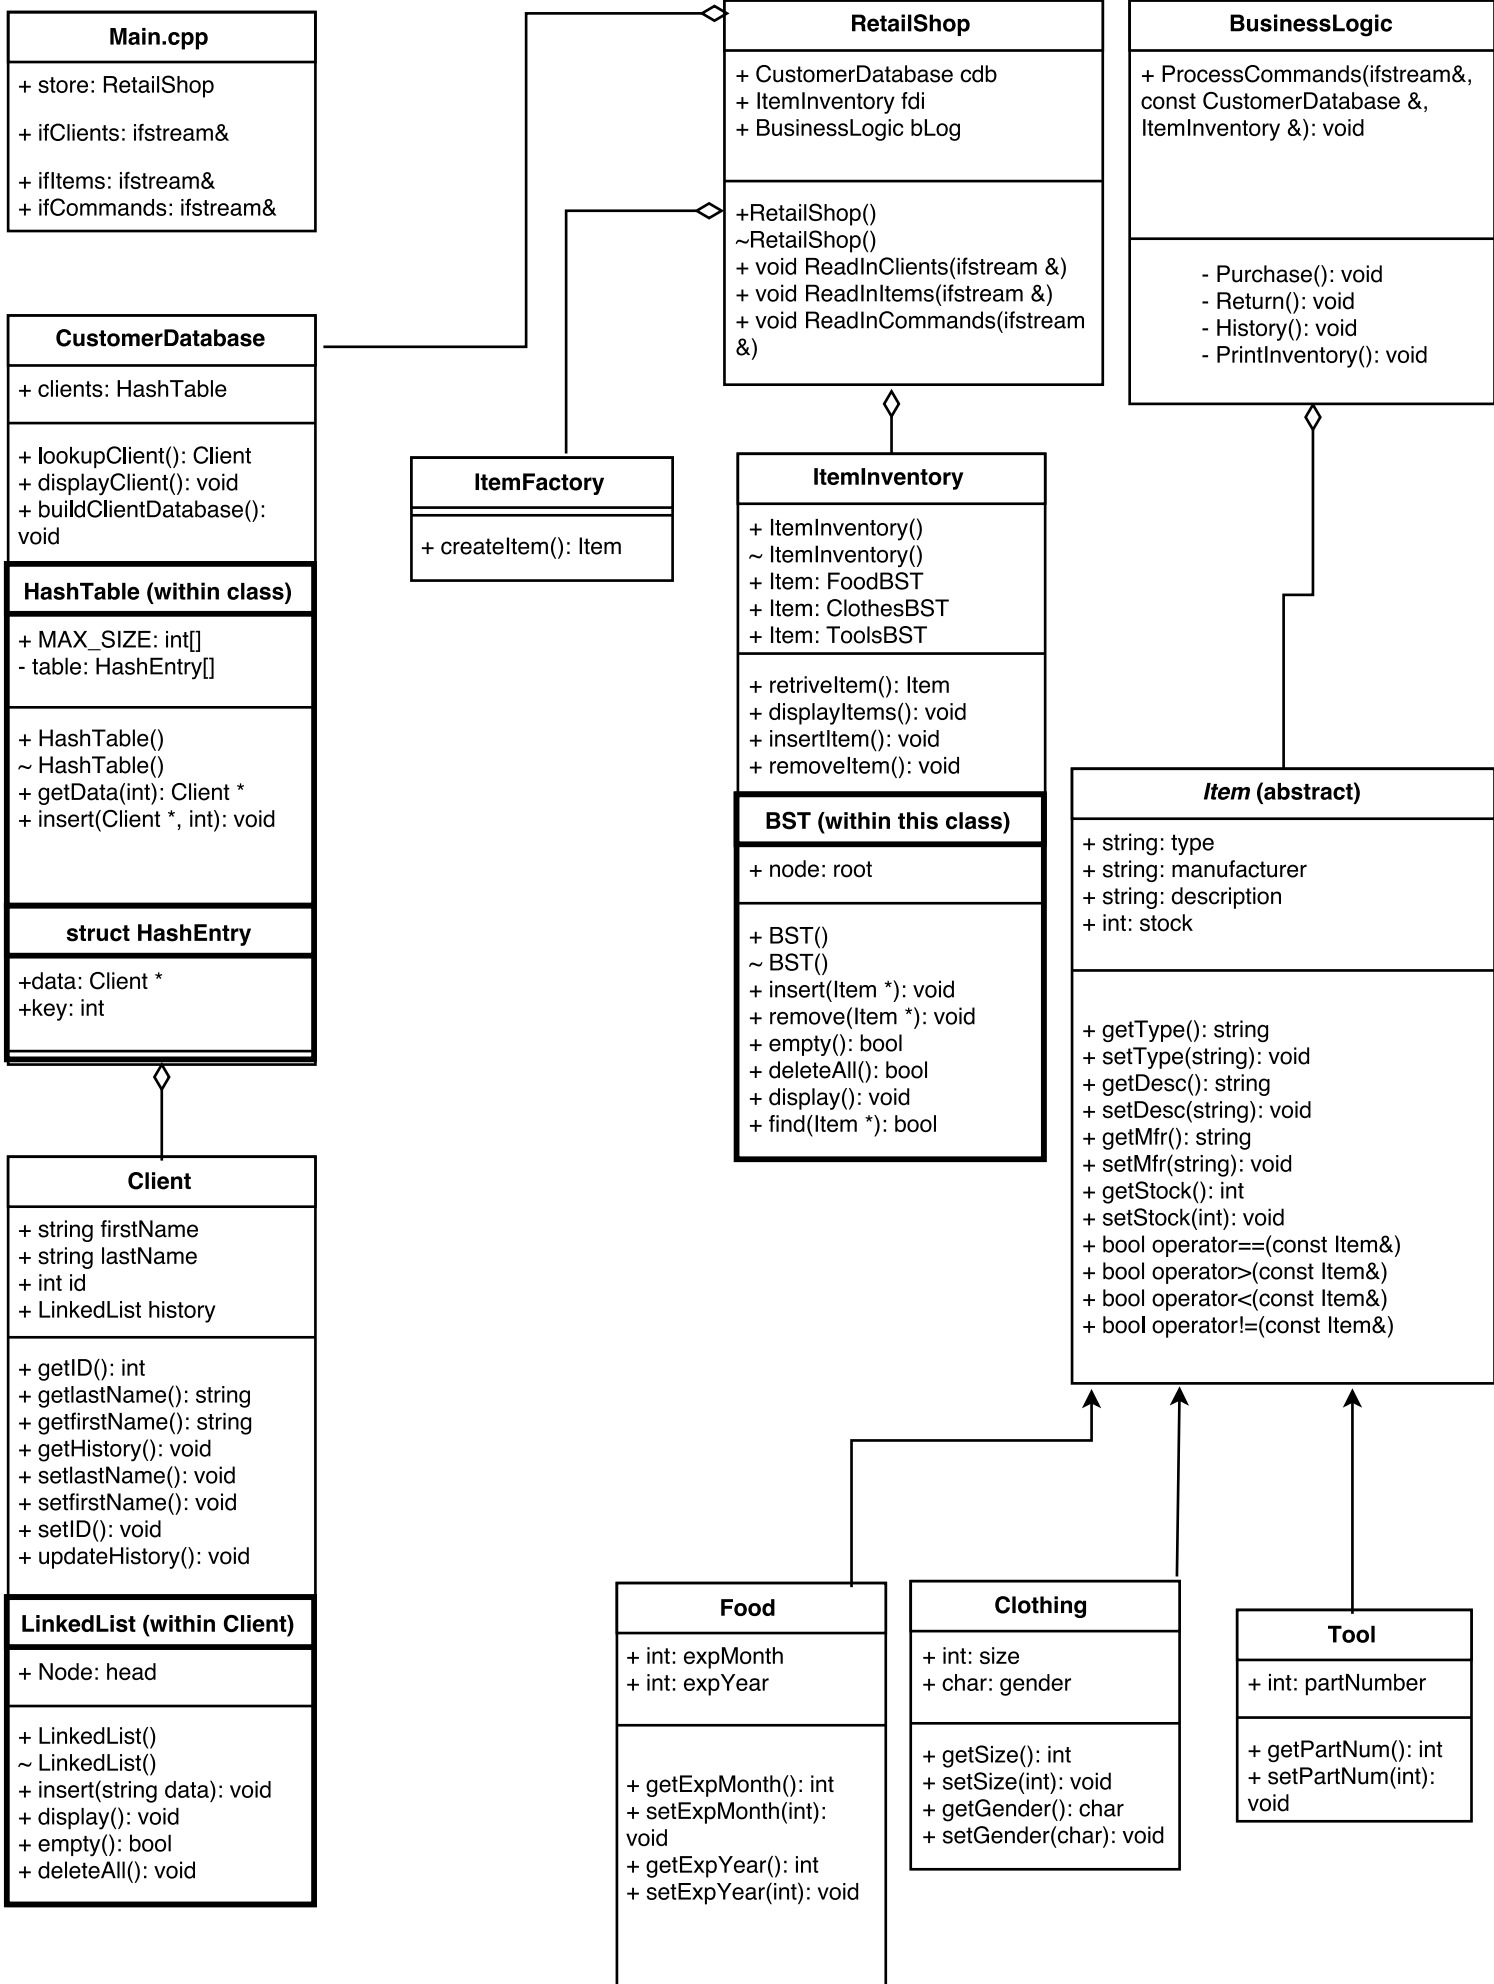 Main.cpp
+ store: RetailShop
+ ifClients: ifstream&
+ ifItems: ifstream&
+ ifCommands: ifstream&
RetailShop
+ CustomerDatabase cdb
+ ItemInventory fdi
+ BusinessLogic bLog
+RetailShop()
~RetailShop()
+ void ReadInClients(ifstream &)
+ void ReadInItems(ifstream &)
+ void ReadInCommands(ifstream
&)
BusinessLogic
+ ProcessCommands(ifstream&,
const CustomerDatabase &,
ItemInventory &): void
- Purchase(): void
- Return(): void
- History(): void
- PrintInventory(): void
CustomerDatabase
+ clients: HashTable
+ lookupClient(): Client
+ displayClient(): void
+ buildClientDatabase():
void
HashTable (within class)
+ MAX_SIZE: int[]
- table: HashEntry[]
+ HashTable()
~ HashTable()
+ getData(int): Client *
+ insert(Client *, int): void
struct HashEntry
+data: Client *
+key: int
ItemFactory
+ createItem(): Item
ItemInventory
+ ItemInventory()
~ ItemInventory()
+ Item: FoodBST
+ Item: ClothesBST
+ Item: ToolsBST
+ retriveItem(): Item
+ displayItems(): void
+ insertItem(): void
+ removeItem(): void
BST (within this class)
+ node: root
+ BST()
~ BST()
+ insert(Item *): void
+ remove(Item *): void
+ empty(): bool
+ deleteAll(): bool
+ display(): void
+ find(Item *): bool
Item (abstract)
+ string: type
+ string: manufacturer
+ string: description
+ int: stock
+ getType(): string
+ setType(string): void
+ getDesc(): string
+ setDesc(string): void
+ getMfr(): string
+ setMfr(string): void
+ getStock(): int
+ setStock(int): void
+ bool operator==(const Item&)
+ bool operator>(const Item&)
+ bool operator<(const Item&)
+ bool operator!=(const Item&)
Client
+ string firstName
+ string lastName
+ int id
+ LinkedList history
+ getID(): int
+ getlastName(): string
+ getfirstName(): string
+ getHistory(): void
+ setlastName(): void
+ setfirstName(): void
+ setID(): void
+ updateHistory(): void
LinkedList (within Client)
+ Node: head
+ LinkedList()
~ LinkedList()
+ insert(string data): void
+ display(): void
+ empty(): bool
+ deleteAll(): void
Food
+ int: expMonth
+ int: expYear
+ getExpMonth(): int
+ setExpMonth(int):
void
+ getExpYear(): int
+ setExpYear(int): void
Clothing
+ int: size
+ char: gender
+ getSize(): int
+ setSize(int): void
+ getGender(): char
+ setGender(char): void
Tool
+ int: partNumber
+ getPartNum(): int
+ setPartNum(int):
void